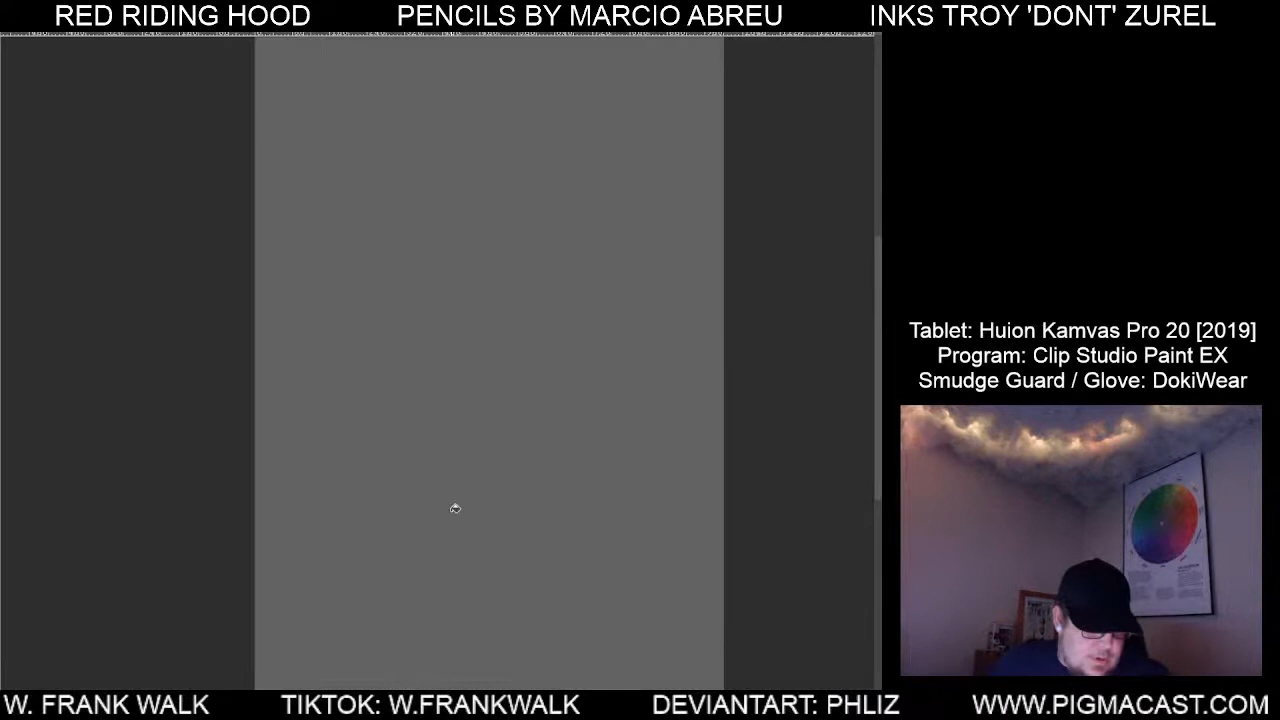 RED RIDING HOOD PENCILS BY MARCIO ABREU INKS TROY 'DONT' ZUREL
Tablet: Huion Kamvas Pro 20 [2019]
Program: Clip Studio Paint EX
Smudge Guard / Glove: DokiWear
W. FRANK WALK TIKTOK: W.FRANKWALK DEVIANTART: PHLIZ WWW.PIGMACAST.COM